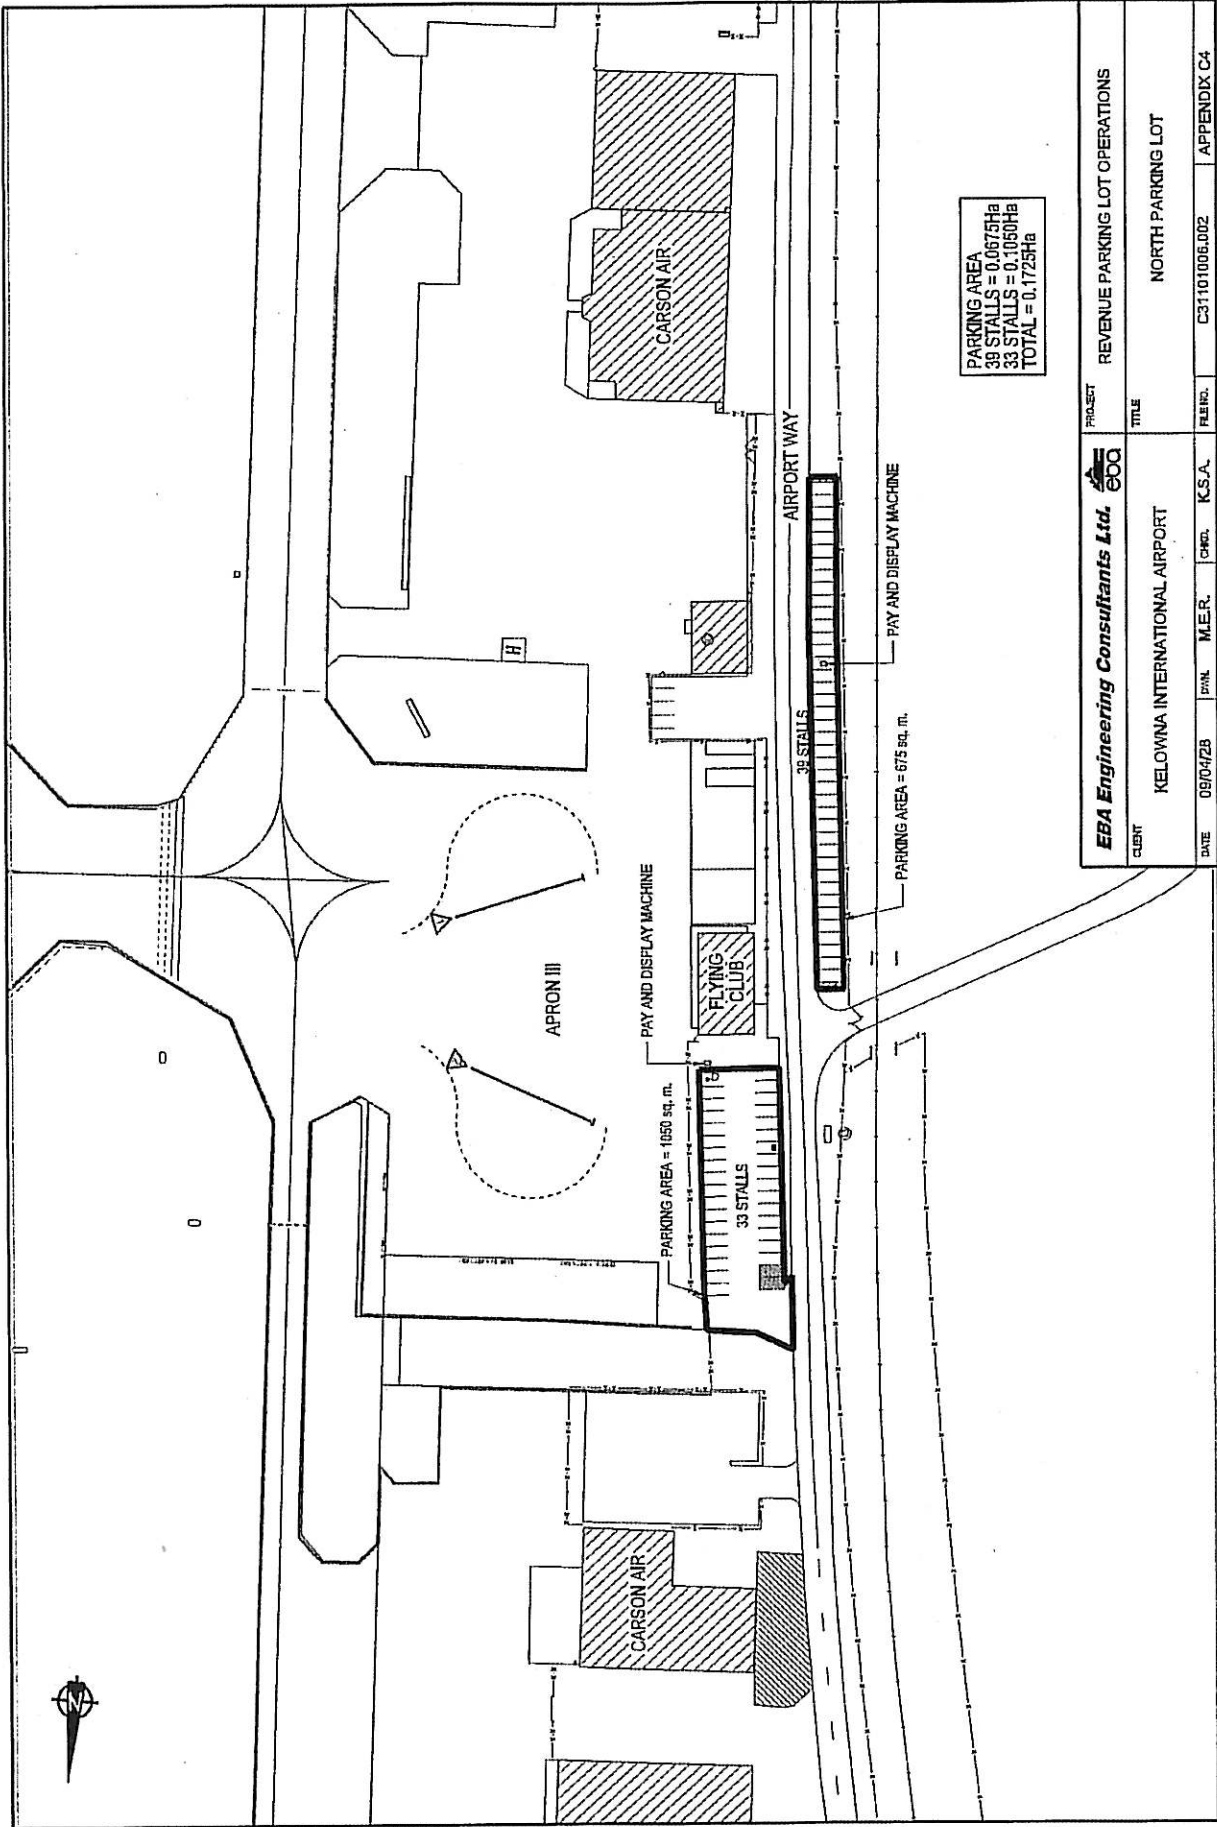 CARSON AIR
FLYING
CLUB
CARSON AIR
APRON III
H
N
PAY AND DISPLAY MACHINE
PARKING AREA = 1050 sq. m.
33 STALLS
AIRPORT WAY
39 STALLS
PAY AND DISPLAY MACHINE
PARKING AREA = 675 sq. m.
PARKING AREA
39 STALLS = 0.0675Ha
33 STALLS = 0.1050Ha
TOTAL = 0.1725Ha
EBA Engineering Consultants Ltd. eba
PROJECT
REVENUE PARKING LOT OPERATIONS
CLIENT
KELOWNA INTERNATIONAL AIRPORT
TITLE
NORTH PARKING LOT
DATE 09/04/28 DWN. M.E.R. CHKD. K.S.A. FILE NO. C31101006.002 APPENDIX C4